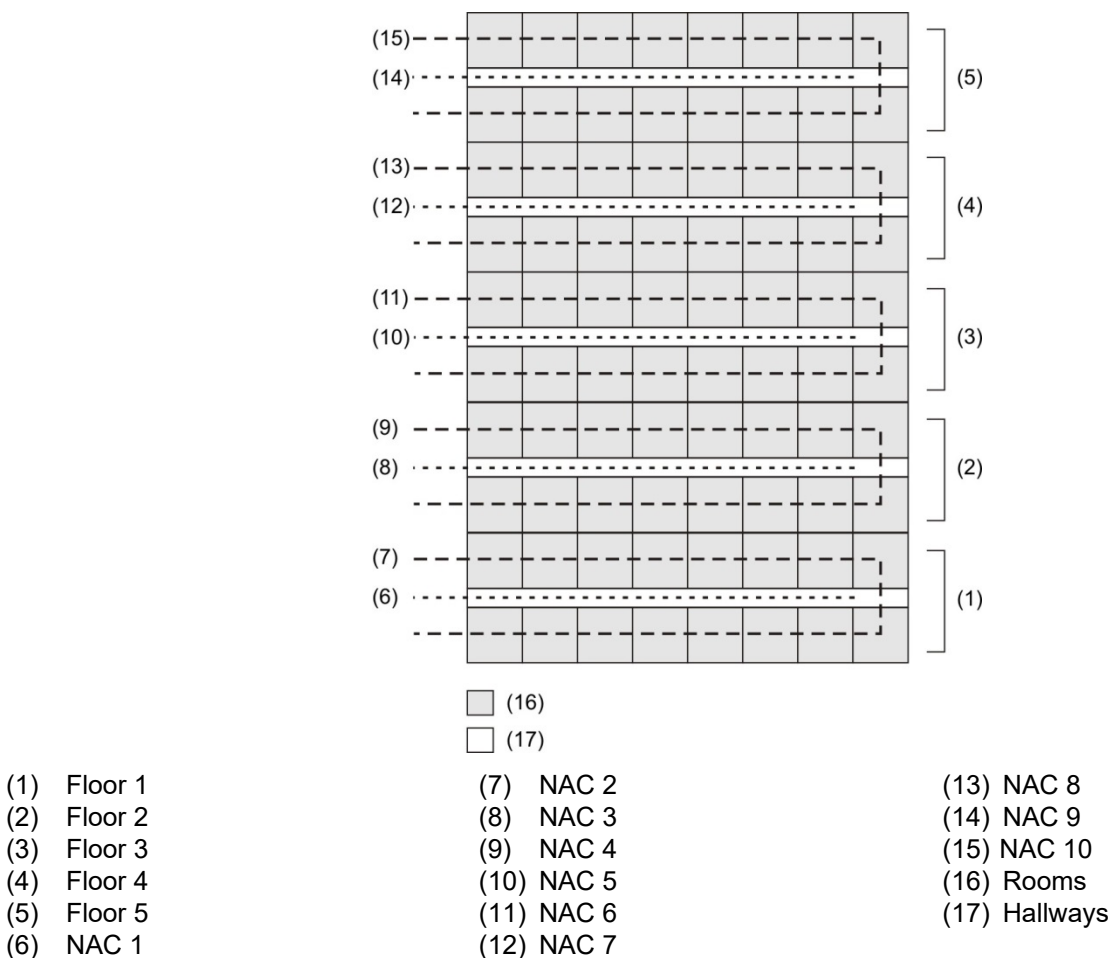 (15)
(14)
(5)
(13)
(12)
(4)
(11)
(10)
(3)
(9)
(8)
(2)
(7)
(6)
(1)
(16)
(17)
(1) Floor 1
(2) Floor 2
(3) Floor 3
(4) Floor 4
(5) Floor 5
(6) NAC 1
(7) NAC 2
(8) NAC 3
(9) NAC 4
(10) NAC 5
(11) NAC 6
(12) NAC 7
(13) NAC 8
(14) NAC 9
(15) NAC 10
(16) Rooms
(17) Hallways